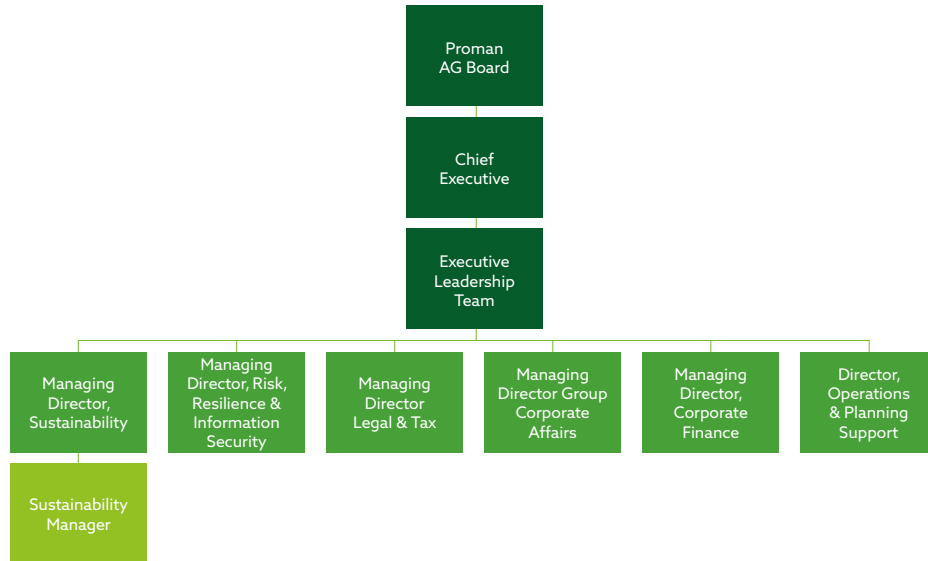 Proman
AG Board
Chief
Executive
Executive
Leadership
Team
Managing
Director,
Sustainability
Managing
Director, Risk,
Resilience &
Information
Security
Managing
Director
Legal & Tax
Managing
Director Group
Corporate
Affairs
Managing
Director,
Corporate
Finance
Director,
Operations
& Planning
Support
Sustainability
Manager